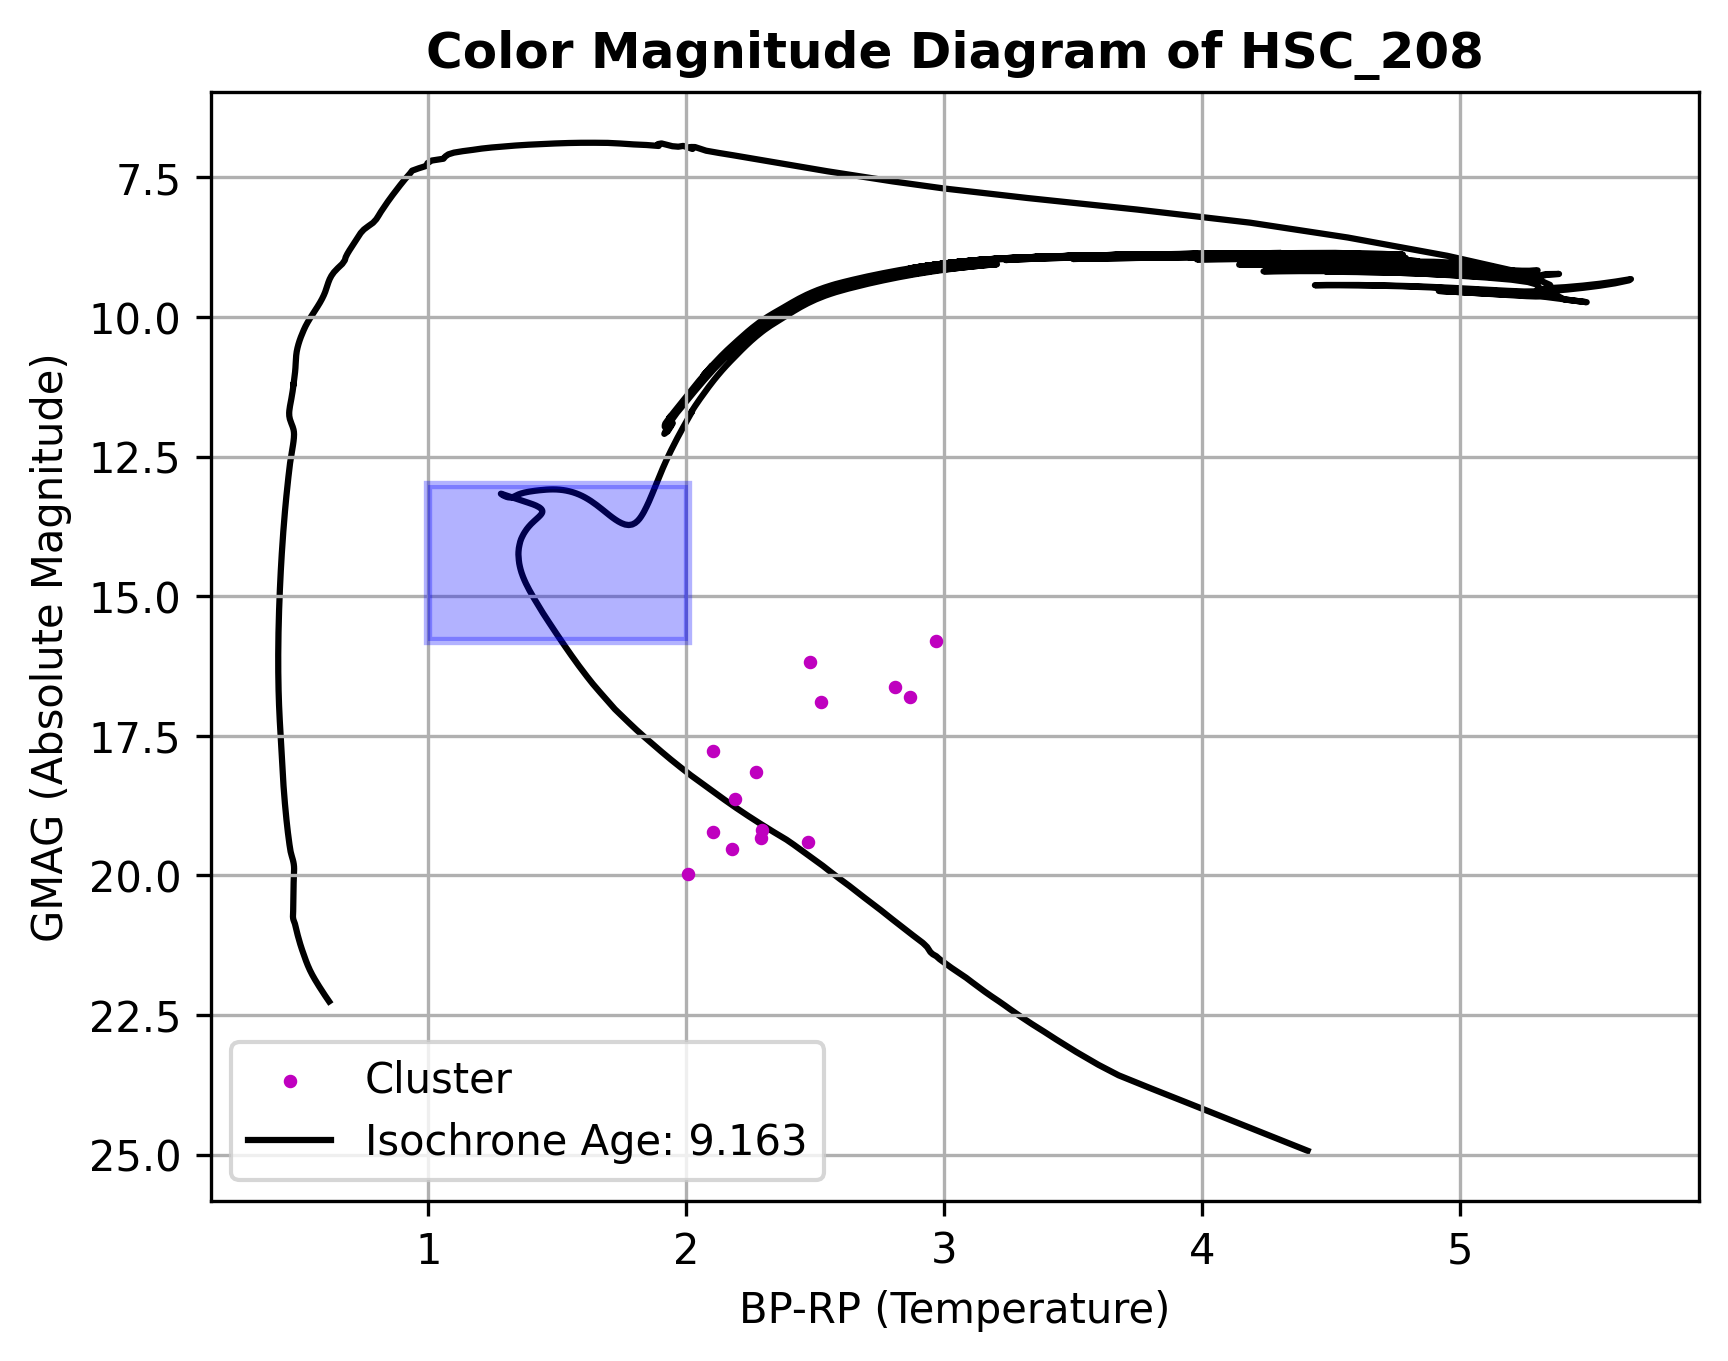 Color Magnitude Diagram of HSC_208
GMAG (Absolute Magnitude)
7.5
10.0
12.5
15.0
17.5
20.0
22.5
25.0
Cluster
Isochrone Age: 9.163
1 2 3 4 5
BP-RP (Temperature)